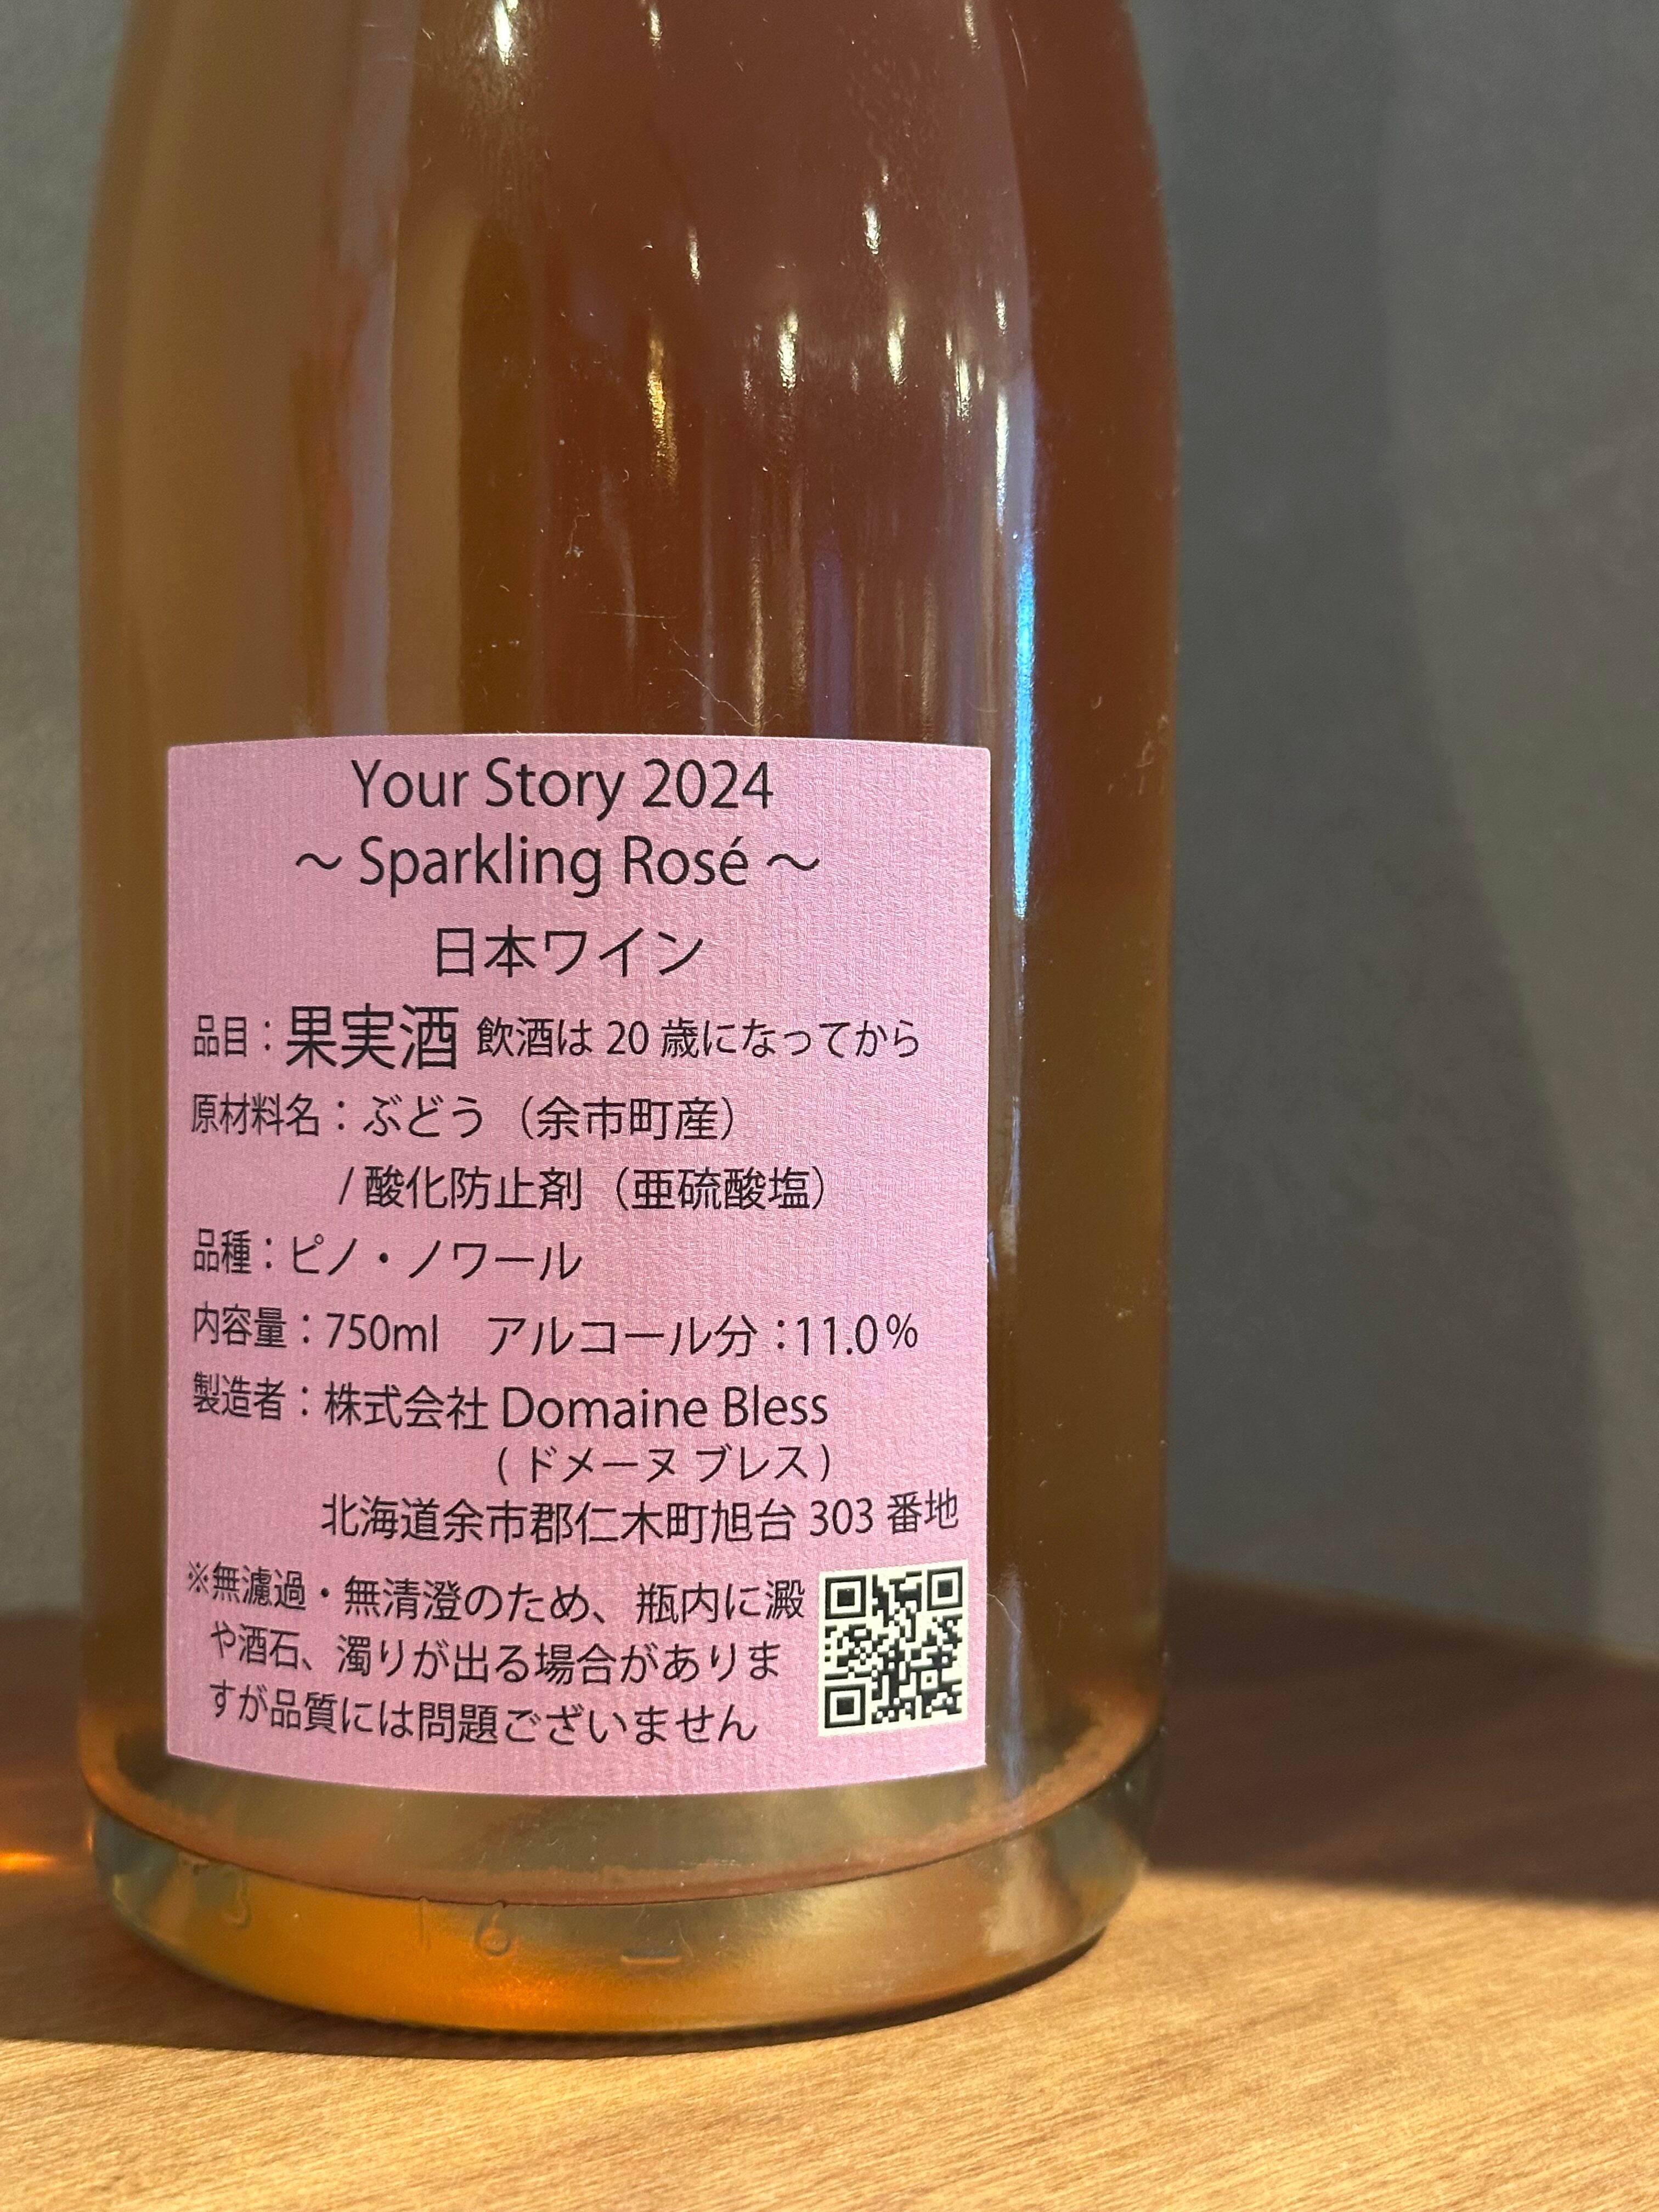 Your Story 2024
～ Sparkling Rosé ～
日本ワイン
品目：果実酒 飲酒は 20 歳になってから
原材料名：ぶどう（余市町産）
/ 酸化防止剤（亜硫酸塩）
品種：ピノ・ノワール
内容量：750ml　アルコール分：11.0%
製造者：株式会社 Domaine Bless
( ドメーヌ ブレス )
北海道余市郡仁木町旭台 303 番地
※無濾過・無清澄のため、瓶内に澱
や酒石、濁りが出る場合がありま
すが品質には問題ございません
3 16 —